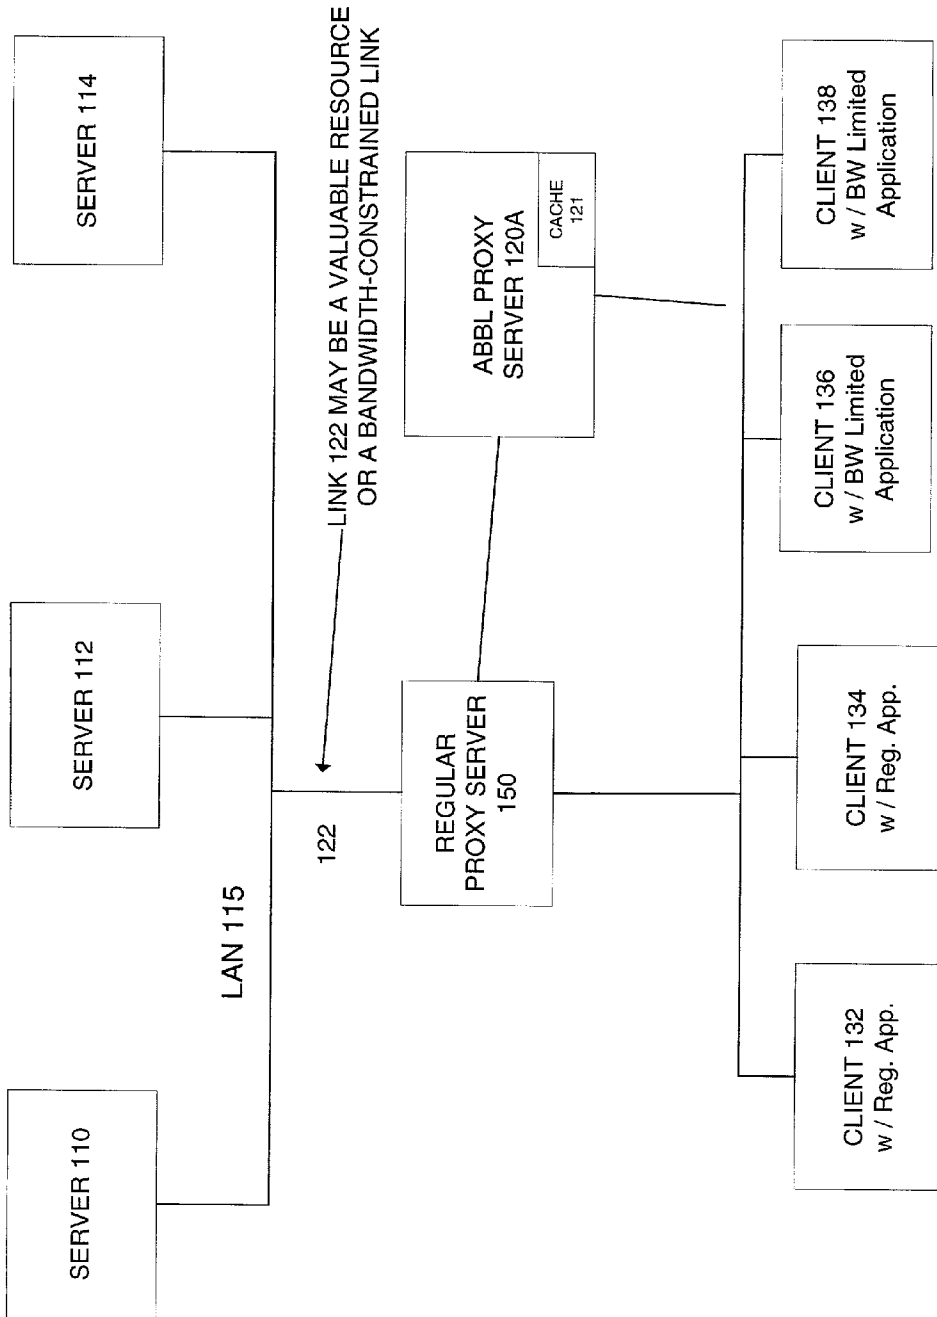 SERVER 110
SERVER 112
SERVER 114
LAN 115
122
LINK 122 MAY BE A VALUABLE RESOURCE
OR A BANDWIDTH-CONSTRAINED LINK
REGULAR
PROXY SERVER
150
ABBL PROXY
SERVER 120A
CACHE
121
CLIENT 132
w / Reg. App.
CLIENT 134
w / Reg. App.
CLIENT 136
w / BW Limited
Application
CLIENT 138
w / BW Limited
Application